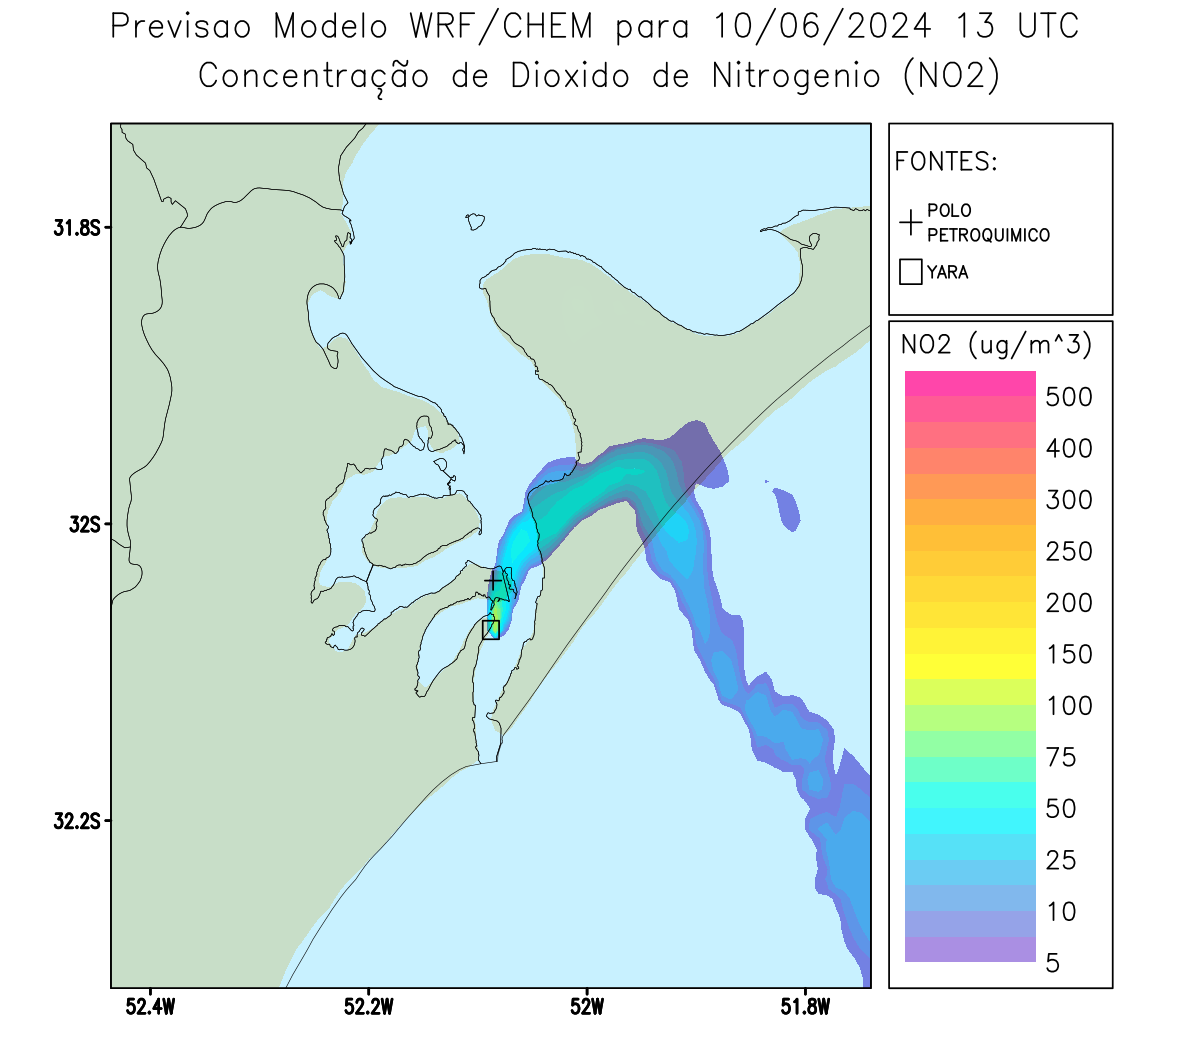 Previsao Modelo WRF/CHEM para 10/06/2024 13 UTC
Concentração de Dioxido de Nitrogenio (NO2)
FONTES:
POLO
PETROQUIMICO
YARA
NO2 (ug/m^3)
500
400
300
250
200
150
100
75
50
25
10
5
31.8S
32S
32.2S
52.4W
52.2W
52W
51.8W